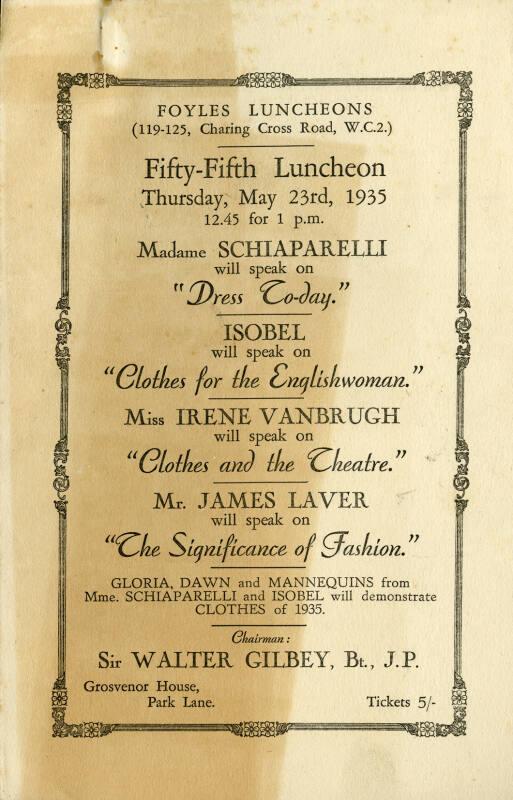 FOYLES LUNCHEONS
(119-125, Charing Cross Road, W.C.2.)
Fifty-Fifth Luncheon
Thursday, May 23rd, 1935
12.45 for 1 p.m.
Madame SCHIAPARELLI
will speak on
"Dress To-day."
ISOBEL
will speak on
"Clothes for the Englishwoman."
Miss IRENE VANBRUGH
will speak on
"Clothes and the Theatre."
Mr. JAMES LAVER
will speak on
"The Significance of Fashion."
GLORIA, DAWN and MANNEQUINS from
Mme. SCHIAPARELLI and ISOBEL will demonstrate
CLOTHES of 1935.
Chairman:
Sir WALTER GILBEY, Bt., J.P.
Grosvenor House,
Park Lane. Tickets 5/-